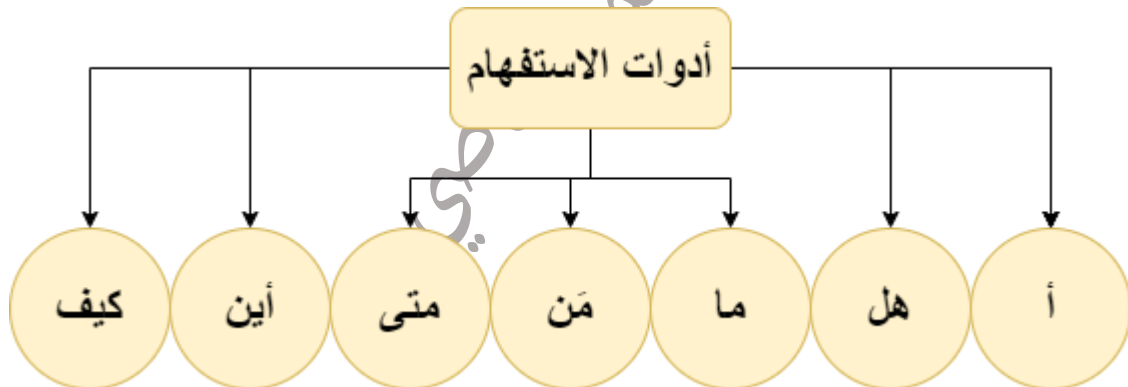 أدوات الاستفهام
أ
هل
ما
مَن
متى
أين
كيف